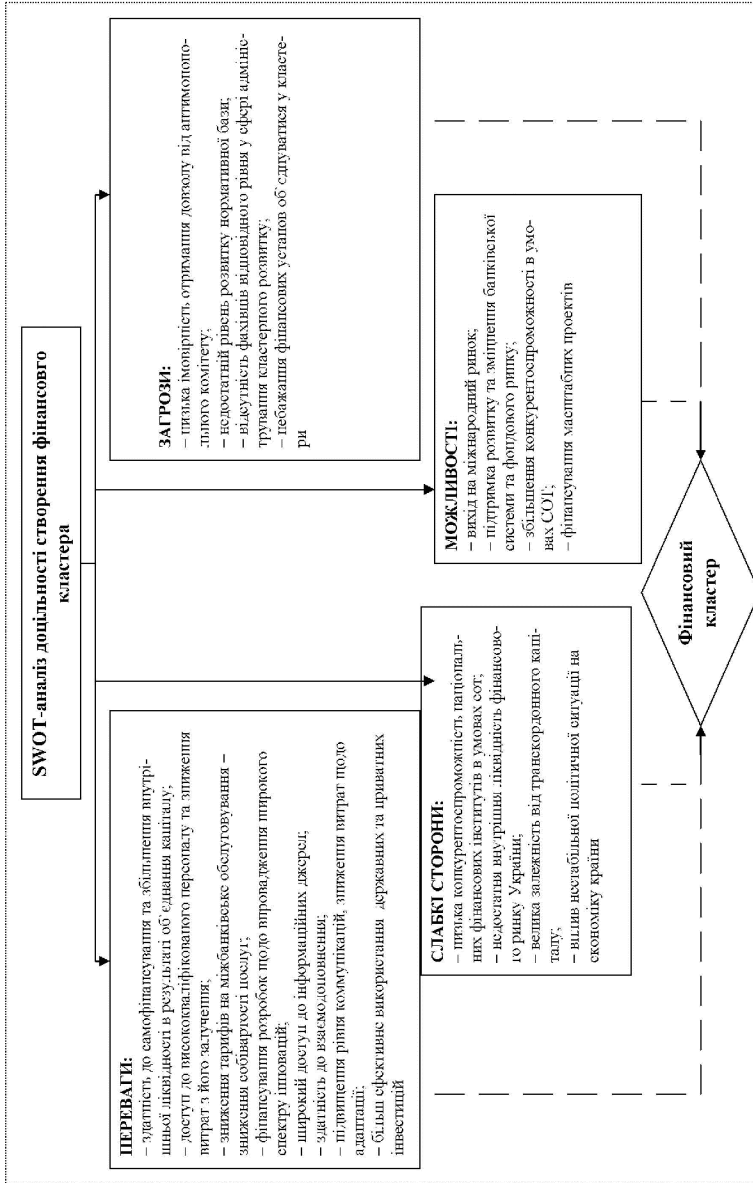 SWOT-аналіз доцільності створення фінансовго
кластера
ПЕРЕВАГИ:
– здатність до самофінансування та збільшення внутрі-
шньої ліквідності в результаті об᾽єднання капіталу;
– доступ до висококваліфікованого персоналу та зниження
витрат з його залучення;
– зниження тарифів на міжбанківське обслуговування –
зниження собівартості послуг;
– фінансування розробок щодо впровадження широкого
спектру інновацій;
– широкий доступ до інформаційних джерел;
– здатність до взаємодоповнення;
– підвищення рівня коммунікацій, зниження витрат щодо
адаптації;
– більш ефективне використання державних та приватних
інвестицій
ЗАГРОЗИ:
– низька імовірність отримання довзолу від антимонопо-
льного комітету;
– недостатній рівень розвитку нормативної бази;
– відсутність фахівців відповідного рівня у сфері адмініс-
трування кластерного розвитку;
– небажання фінансових установ об᾽єднуватися у класте-
ри
СЛАБКІ СТОРОНИ:
– низька конкурентоспроможність національ-
них фінансових інститутів в умовах сот;
– недостатня внутрішня ліквідність фінансово-
го ринку України;
– велика залежність від транскордонного капі-
талу;
– вплив нестабільної політичної ситуації на
економіку країни
МОЖЛИВОСТІ:
– вихід на міжнародний ринок;
– підтримка розвитку та зміцнення банківської
системи та фондового ринку;
– збільшення конкурентоспроможності в умо-
вах СОТ;
– фінансування масштабних проектів
Фінансовий
кластер